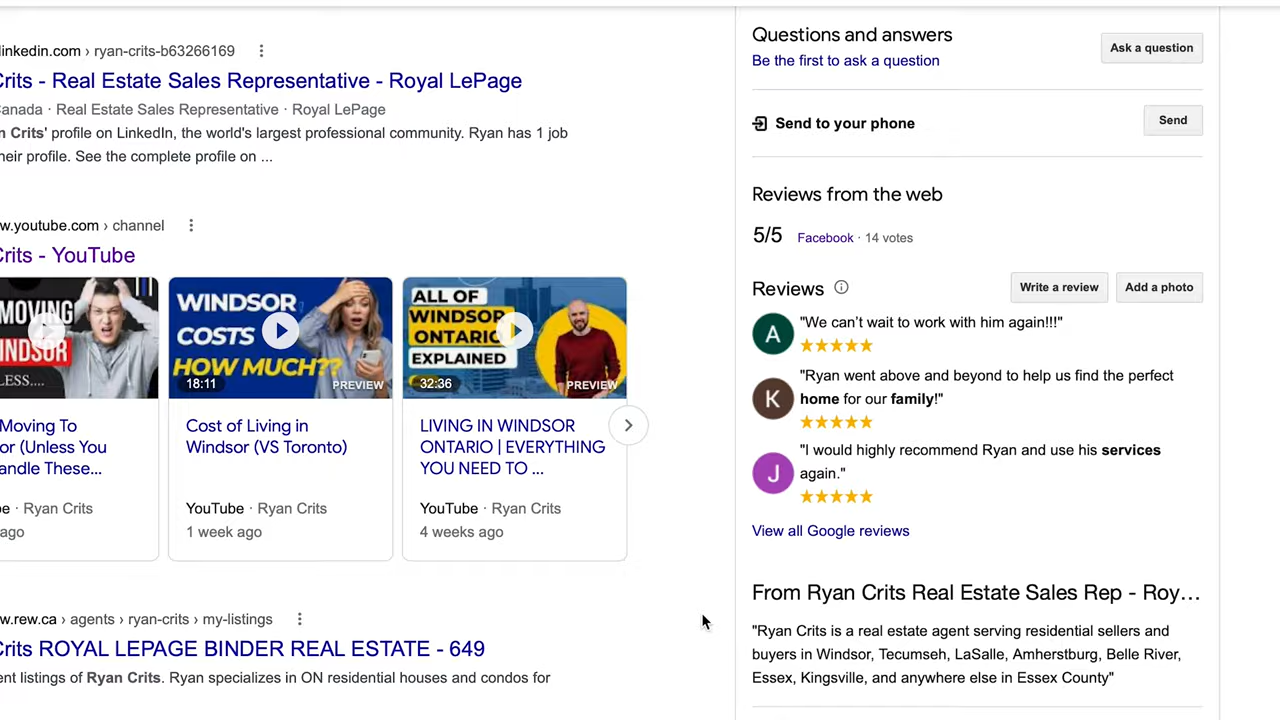 linkedin.com › ryan-crits-b63266169
Crits - Real Estate Sales Representative - Royal LePage
Canada · Real Estate Sales Representative · Royal LePage
n Crits' profile on LinkedIn, the world's largest professional community. Ryan has 1 job
heir profile. See the complete profile on ...
w.youtube.com › channel
Crits - YouTube
MOVING
INDSOR
LESS....
Moving To
or (Unless You
andle These...
be · Ryan Crits
ago
WINDSOR
COSTS
HOW MUCH??
18:11
PREVIEW
Cost of Living in
Windsor (VS Toronto)
YouTube · Ryan Crits
1 week ago
ALL OF
WINDSOR
ONTARIO
EXPLAINED
32:36
PREVIEW
LIVING IN WINDSOR
ONTARIO | EVERYTHING
YOU NEED TO ...
YouTube · Ryan Crits
4 weeks ago
w.rew.ca › agents › ryan-crits › my-listings
Crits ROYAL LEPAGE BINDER REAL ESTATE - 649
ent listings of Ryan Crits. Ryan specializes in ON residential houses and condos for
Questions and answers
Be the first to ask a question
Ask a question
Send to your phone
Send
Reviews from the web
5/5 Facebook · 14 votes
Reviews
Write a review
Add a photo
A
"We can't wait to work with him again!!!"
K
"Ryan went above and beyond to help us find the perfect
home for our family!"
J
"I would highly recommend Ryan and use his services
again."
View all Google reviews
From Ryan Crits Real Estate Sales Rep - Roy...
"Ryan Crits is a real estate agent serving residential sellers and
buyers in Windsor, Tecumseh, LaSalle, Amherstburg, Belle River,
Essex, Kingsville, and anywhere else in Essex County"